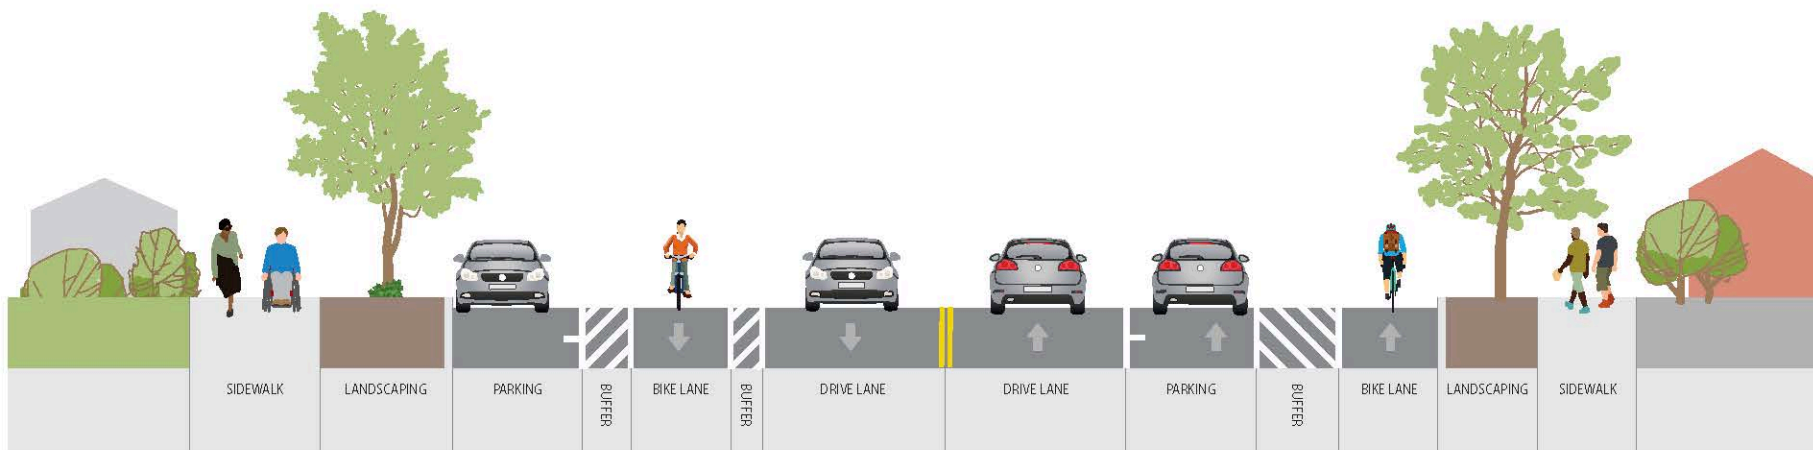 SIDEWALK
LANDSCAPING
PARKING
BUFFER
BIKE LANE
BUFFER
DRIVE LANE
DRIVE LANE
PARKING
BUFFER
BIKE LANE
LANDSCAPING
SIDEWALK